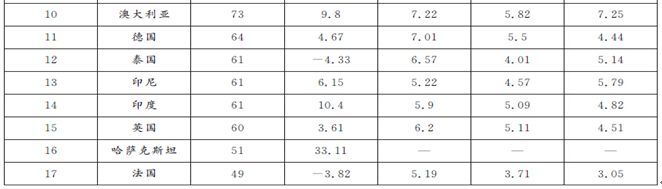 10 澳大利亚 73 9.8 7.22 5.82 7.25
11 德国 64 4.67 7.01 5.5 4.44
12 泰国 61 －4.33 6.57 4.01 5.14
13 印尼 61 6.15 5.22 4.57 5.79
14 印度 61 10.4 5.9 5.09 4.82
15 英国 60 3.61 6.2 5.11 4.51
16 哈萨克斯坦 51 33.11 — — —
17 法国 49 －3.82 5.19 3.71 3.05